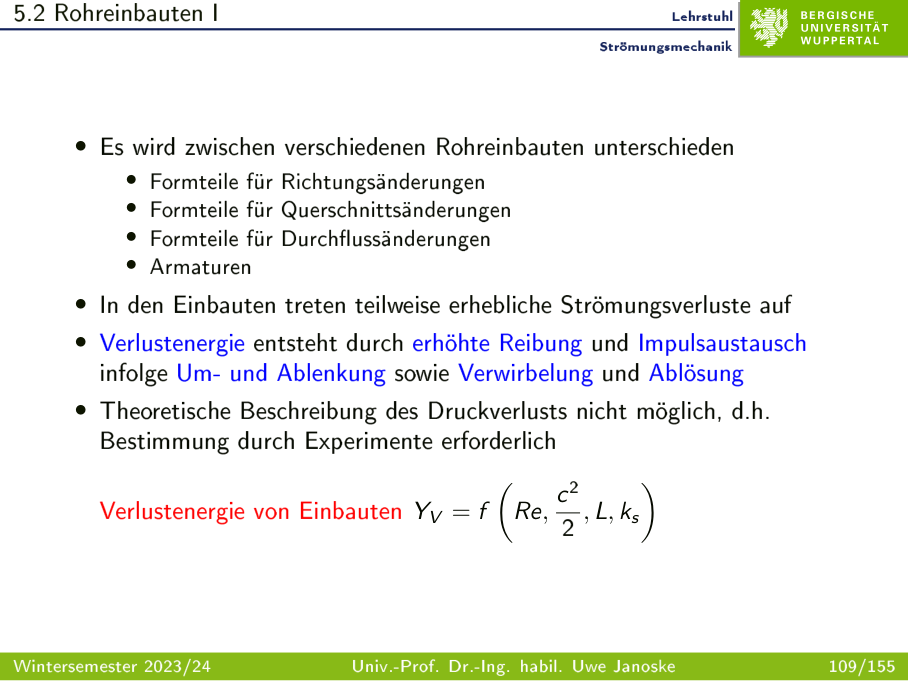 5.2 Rohreinbauten I
Lehrstuhl
Strömungsmechanik
BERGISCHE
UNIVERSITÄT
WUPPERTAL
• Es wird zwischen verschiedenen Rohreinbauten unterschieden
• Formteile für Richtungsänderungen
• Formteile für Querschnittsänderungen
• Formteile für Durchflussänderungen
• Armaturen
• In den Einbauten treten teilweise erhebliche Strömungsverluste auf
• Verlustenergie entsteht durch erhöhte Reibung und Impulsaustausch
infolge Um- und Ablenkung sowie Verwirbelung und Ablösung
• Theoretische Beschreibung des Druckverlusts nicht möglich, d.h.
Bestimmung durch Experimente erforderlich
Verlustenergie von Einbauten $Y_V = f\left(Re, \frac{c^2}{2}, L, k_s\right)$
Wintersemester 2023/24 Univ.-Prof. Dr.-Ing. habil. Uwe Janoske 109/155